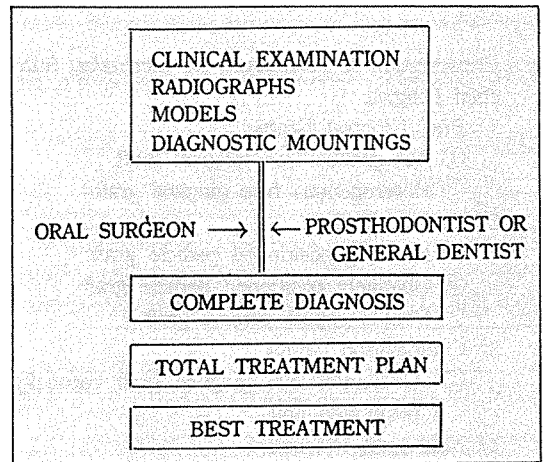 CLINICAL EXAMINATION
RADIOGRAPHS
MODELS
DIAGNOSTIC MOUNTINGS
ORAL SURGEON → ← PROSTHODONTIST OR
GENERAL DENTIST
COMPLETE DIAGNOSIS
TOTAL TREATMENT PLAN
BEST TREATMENT